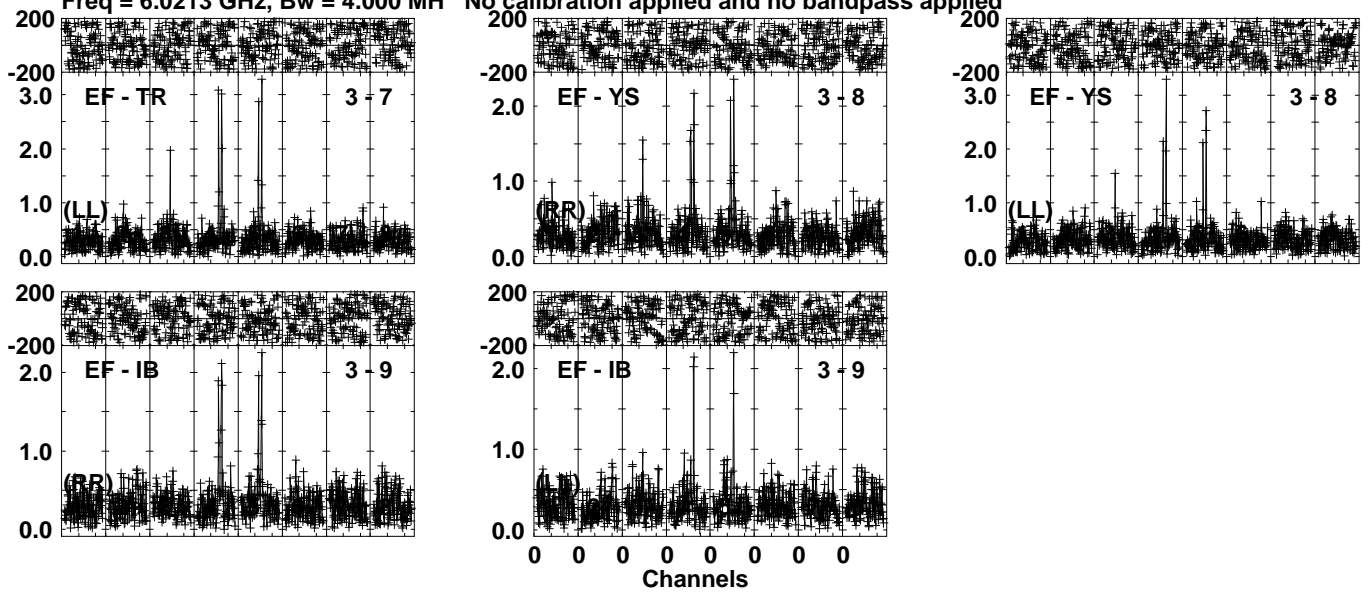 Freq = 6.0213 GHz, Bw = 4.000 MH No calibration applied and no bandpass applied
200
-200
EF - TR 3 - 7
3.0
2.0
1.0
0.0
(LL)
EF - YS 3 - 8
2.0
1.0
0.0
(RR)
-200
EF - YS 3 - 8
3.0
2.0
1.0
0.0
(LL)
200
-200
EF - IB 3 - 9
2.0
1.0
0.0
(RR)
200
-200
EF - IB 3 - 9
2.0
1.0
0.0
(LL)
0 0 0 0 0 0 0 0
Channels